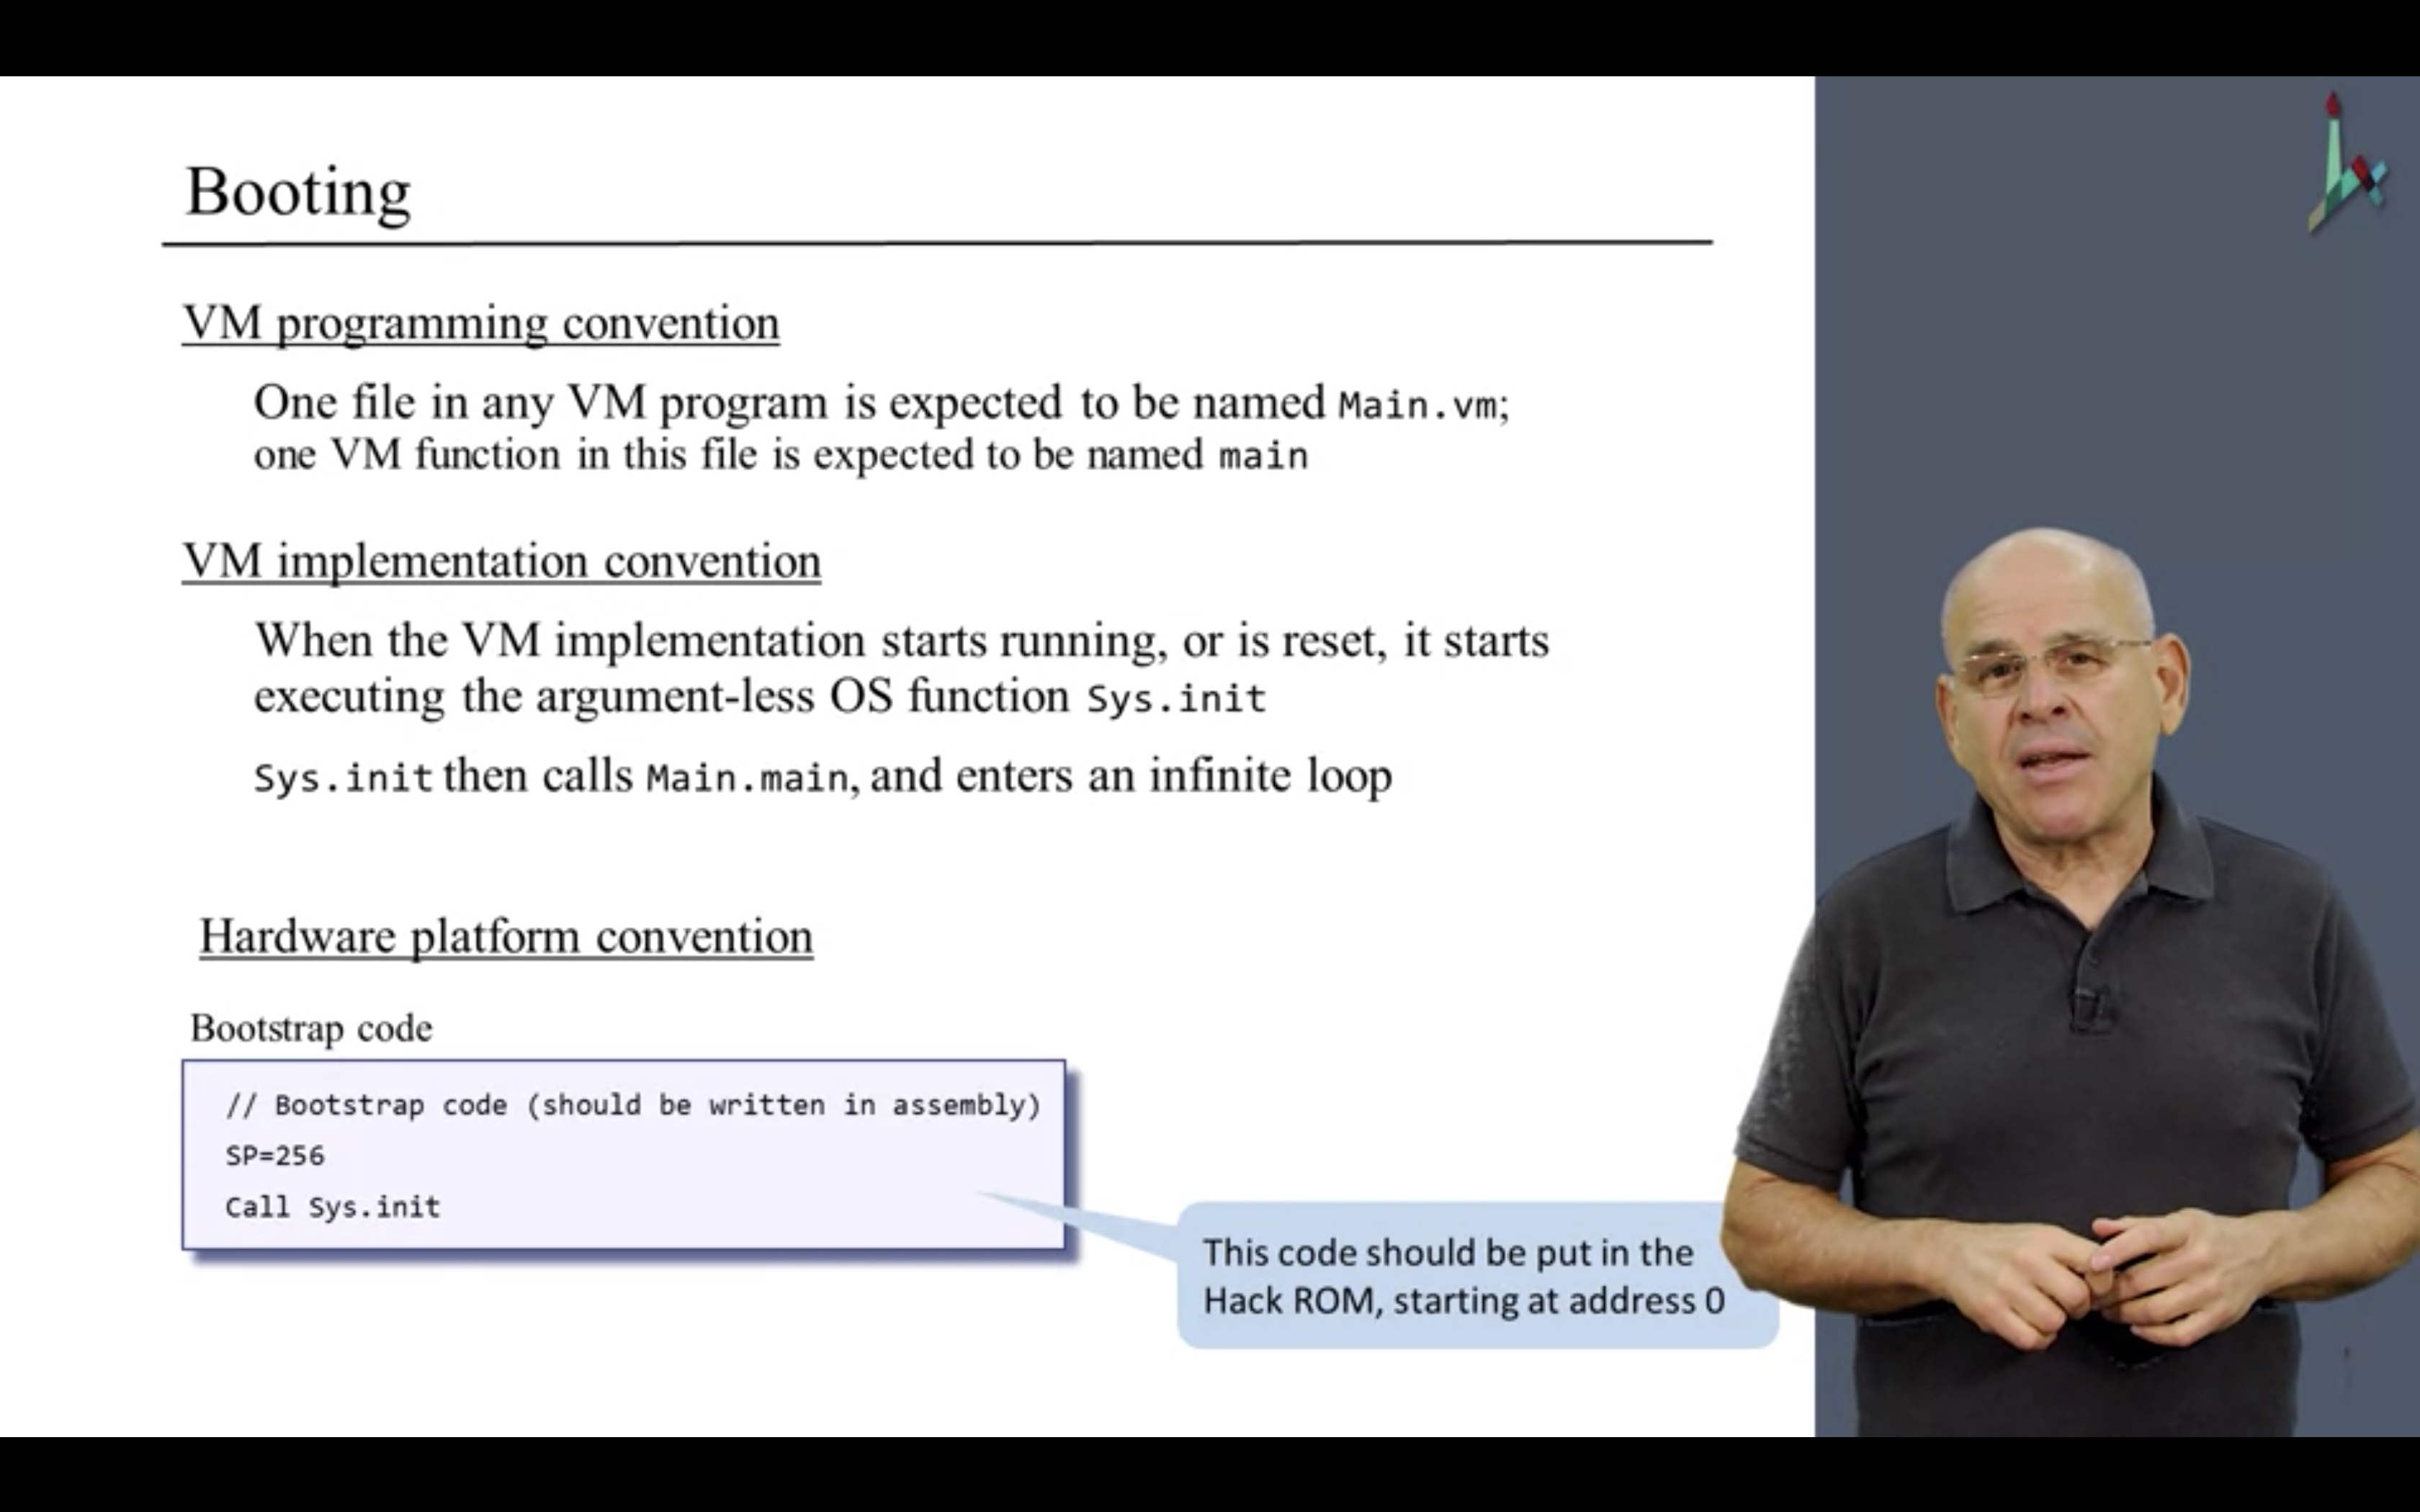 Booting
VM programming convention
One file in any VM program is expected to be named Main.vm;
one VM function in this file is expected to be named main
VM implementation convention
When the VM implementation starts running, or is reset, it starts
executing the argument-less OS function Sys.init
Sys.init then calls Main.main, and enters an infinite loop
Hardware platform convention
Bootstrap code
// Bootstrap code (should be written in assembly)
SP=256
Call Sys.init
This code should be put in the
Hack ROM, starting at address 0